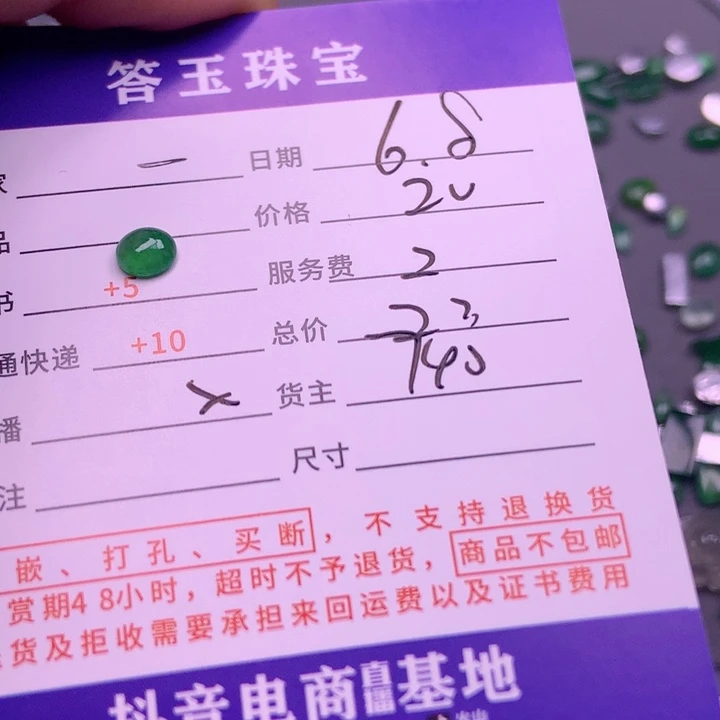 答玉珠宝
家 一 日期 6.8
品 价格 20
书 +5 服务费 2
通快递 +10 总价 23
播 × 货主 740
注 尺寸
嵌、打孔、买断，不支持退换货
赏期48小时，超时不予退货，商品不包邮
货及拒收需要承担来回运费以及证书费用
抖音电商直播基地